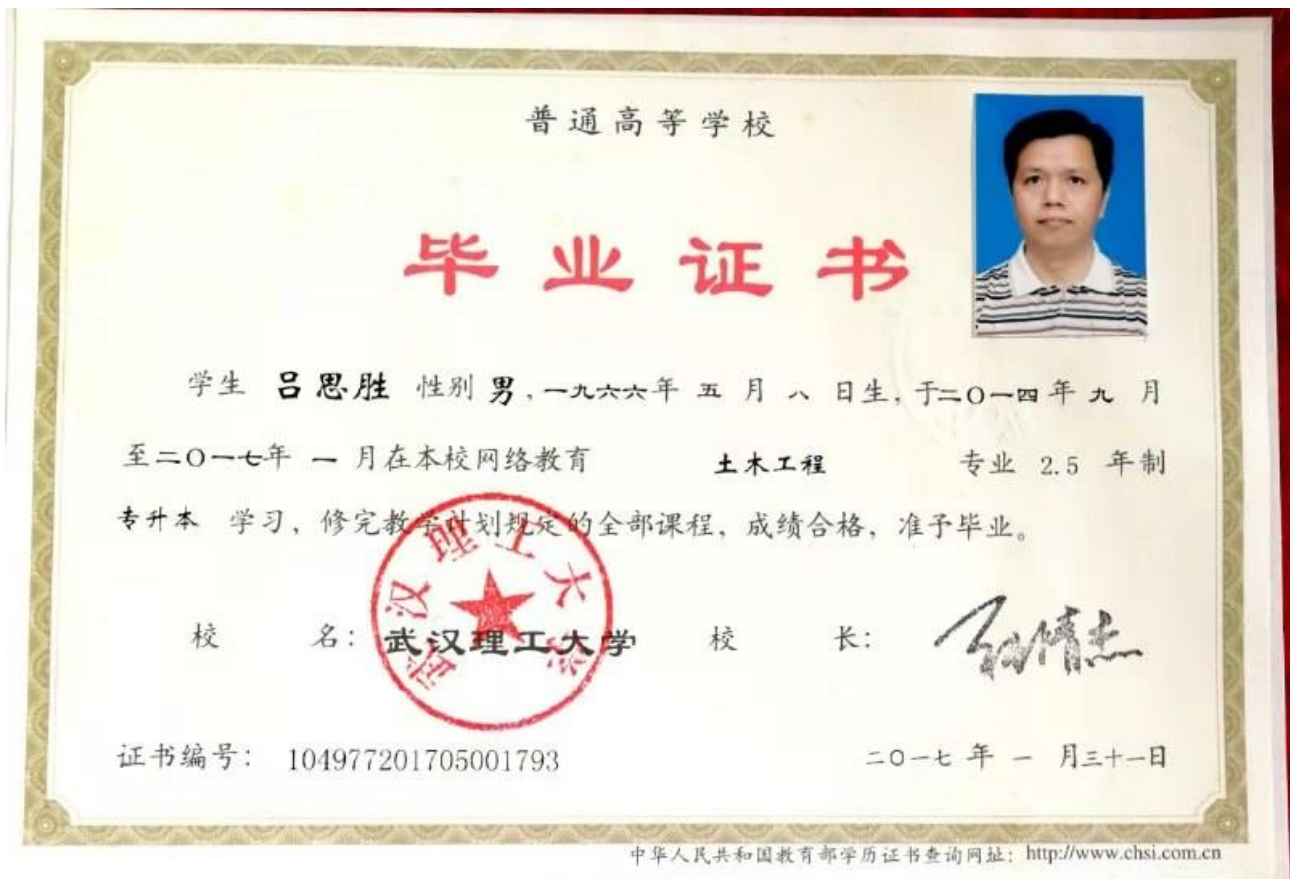 普通高等学校
毕业证书
学生 吕思胜 性别 男，一九六六年 五 月 八 日生，于二〇一四年 九 月
至二〇一七年 一 月在本校网络教育 土木工程 专业 2.5 年制
专升本 学习，修完教学计划规定的全部课程，成绩合格，准予毕业。
武汉理工大学
校 名：武汉理工大学 校 长：
证书编号：104977201705001793 二〇一七 年 一 月三十一日
中华人民共和国教育部学历证书查询网址：http://www.chsi.com.cn